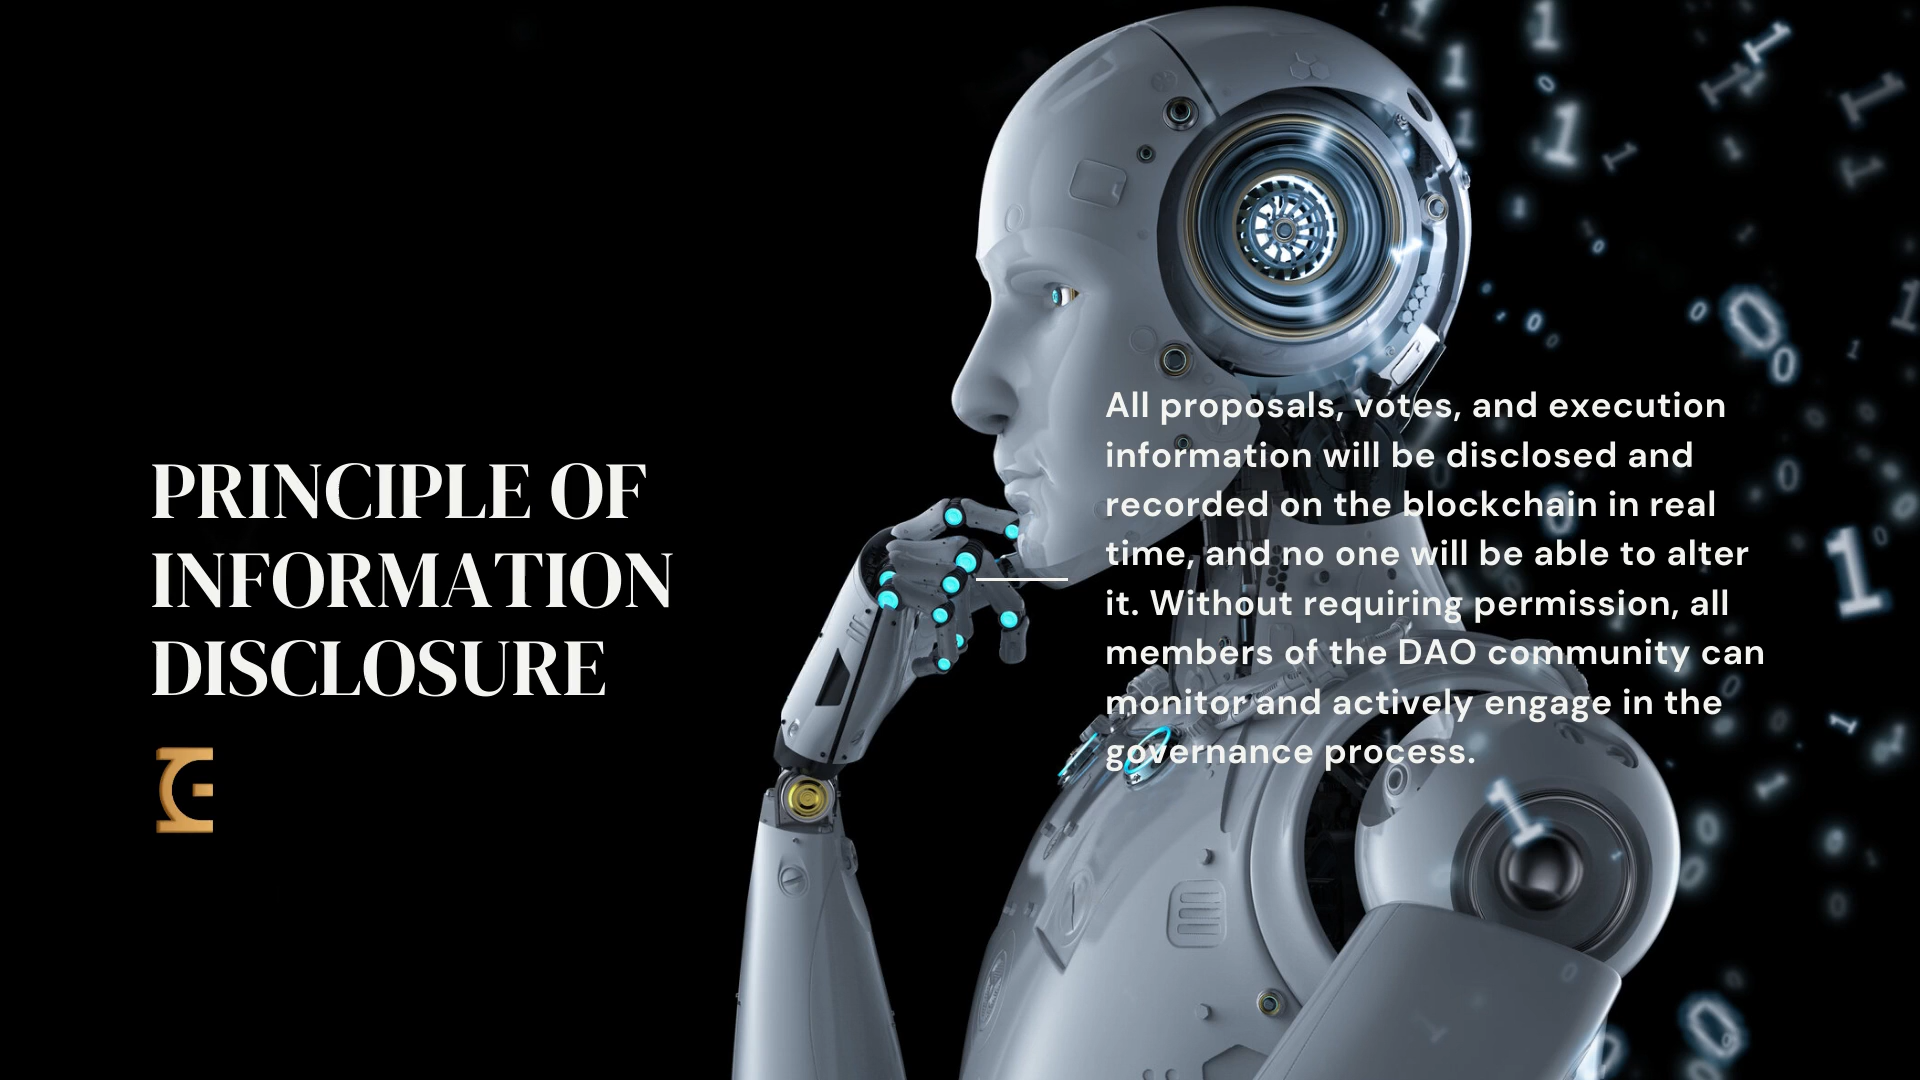 PRINCIPLE OF
INFORMATION
DISCLOSURE
All proposals, votes, and execution
information will be disclosed and
recorded on the blockchain in real
time, and no one will be able to alter
it. Without requiring permission, all
members of the DAO community can
monitor and actively engage in the
governance process.